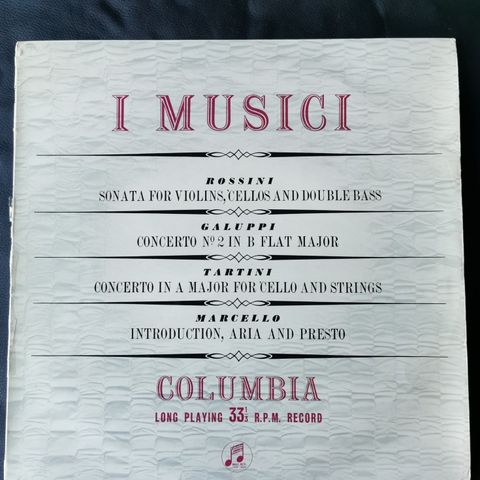 I MUSICI
ROSSINI
SONATA FOR VIOLINS, 'CELLOS AND DOUBLE BASS
GALUPPI
CONCERTO Nº 2 IN B FLAT MAJOR
TARTINI
CONCERTO IN A MAJOR FOR 'CELLO AND STRINGS
MARCELLO
INTRODUCTION, ARIA AND PRESTO
COLUMBIA
LONG PLAYING 33⅓ R.P.M. RECORD